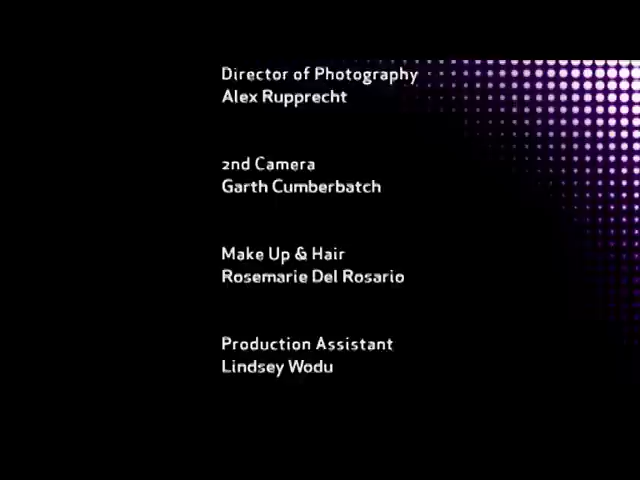 Director of Photography
Alex Rupprecht
2nd Camera
Garth Cumberbatch
Make Up & Hair
Rosemarie Del Rosario
Production Assistant
Lindsey Wodu